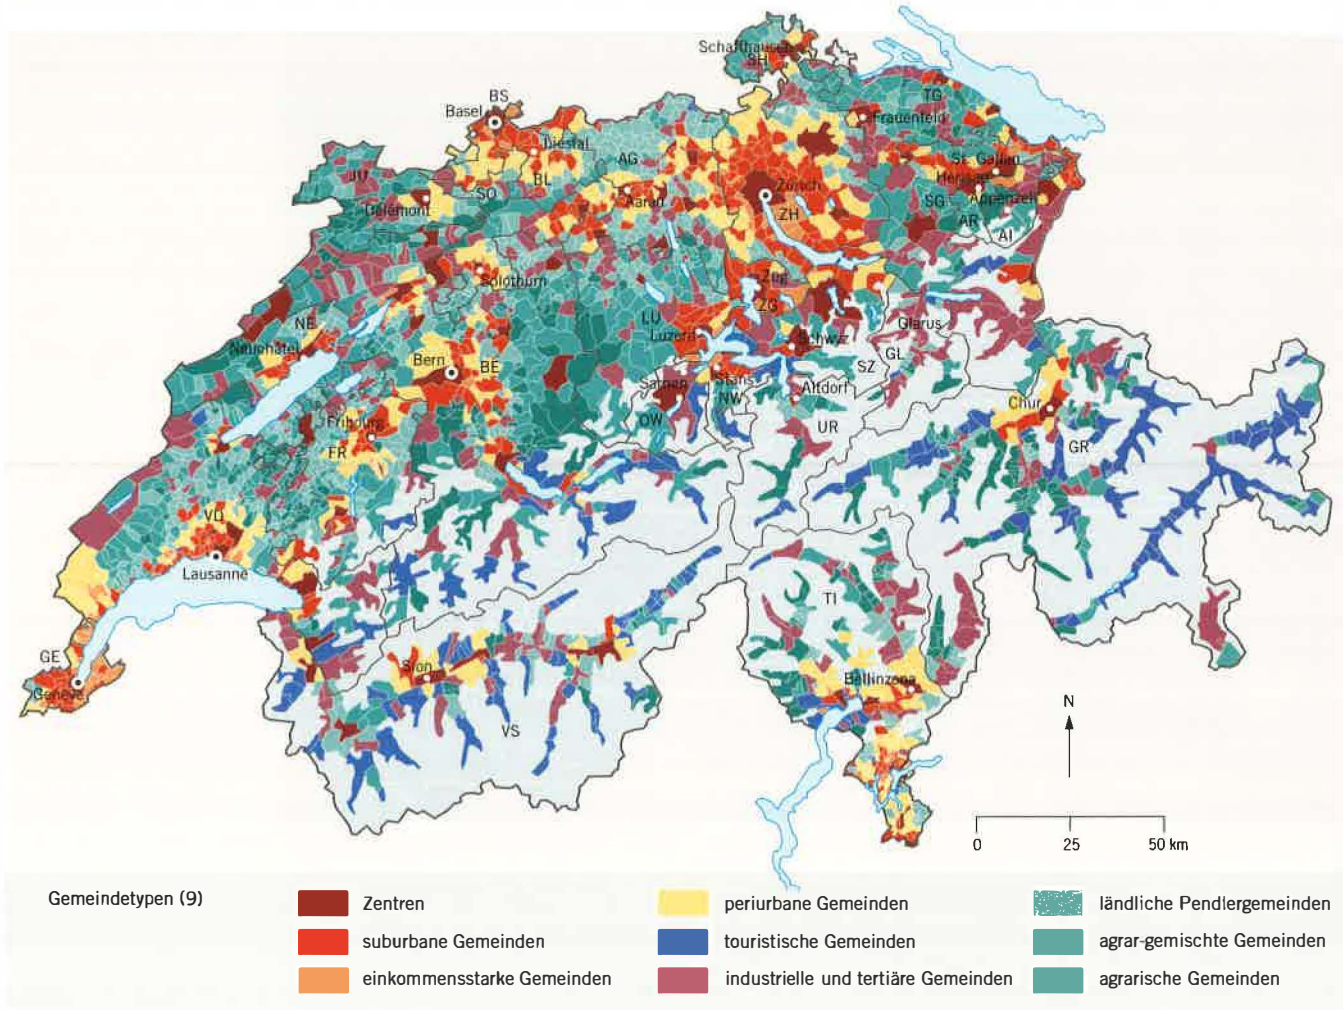 Schaffhausen
SH
TG
BS
Basel
Frauenfeld
Liestal
AG
St. Gallen
Herisau
JU
BL
Zürich
SO
Aarau
Appenzell
Delémont
SG
ZH
AR
AI
Solothurn
Zug
ZG
NE
LU
Glarus
Luzern
Schwyz
Neuchâtel
GL
Bern
BE
SZ
Sarnen
Stans
Altdorf
NW
Chur
Fribourg
OW
UR
GR
FR
VD
Lausanne
TI
GE
Sion
Bellinzona
Genève
N
VS
0 25 50 km
Gemeindetypen (9)
Zentren
suburbane Gemeinden
einkommensstarke Gemeinden
periurbane Gemeinden
touristische Gemeinden
industrielle und tertiäre Gemeinden
ländliche Pendlergemeinden
agrar-gemischte Gemeinden
agrarische Gemeinden